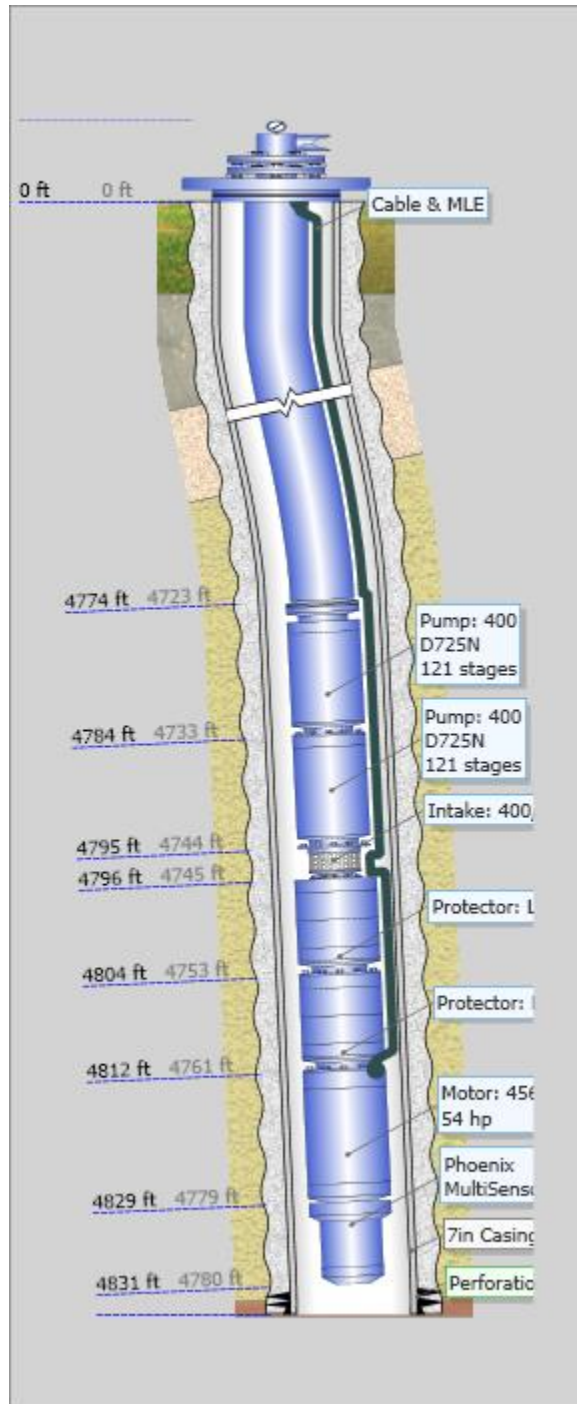 0 ft 0 ft
Cable & MLE
4774 ft 4723 ft
Pump: 400
D725N
121 stages
4784 ft 4733 ft
Pump: 400
D725N
121 stages
Intake: 400
4795 ft 4744 ft
4796 ft 4745 ft
Protector: L
4804 ft 4753 ft
Protector:
4812 ft 4761 ft
Motor: 456
54 hp
Phoenix
MultiSenso
4829 ft 4779 ft
7in Casing
4831 ft 4780 ft
Perforatio